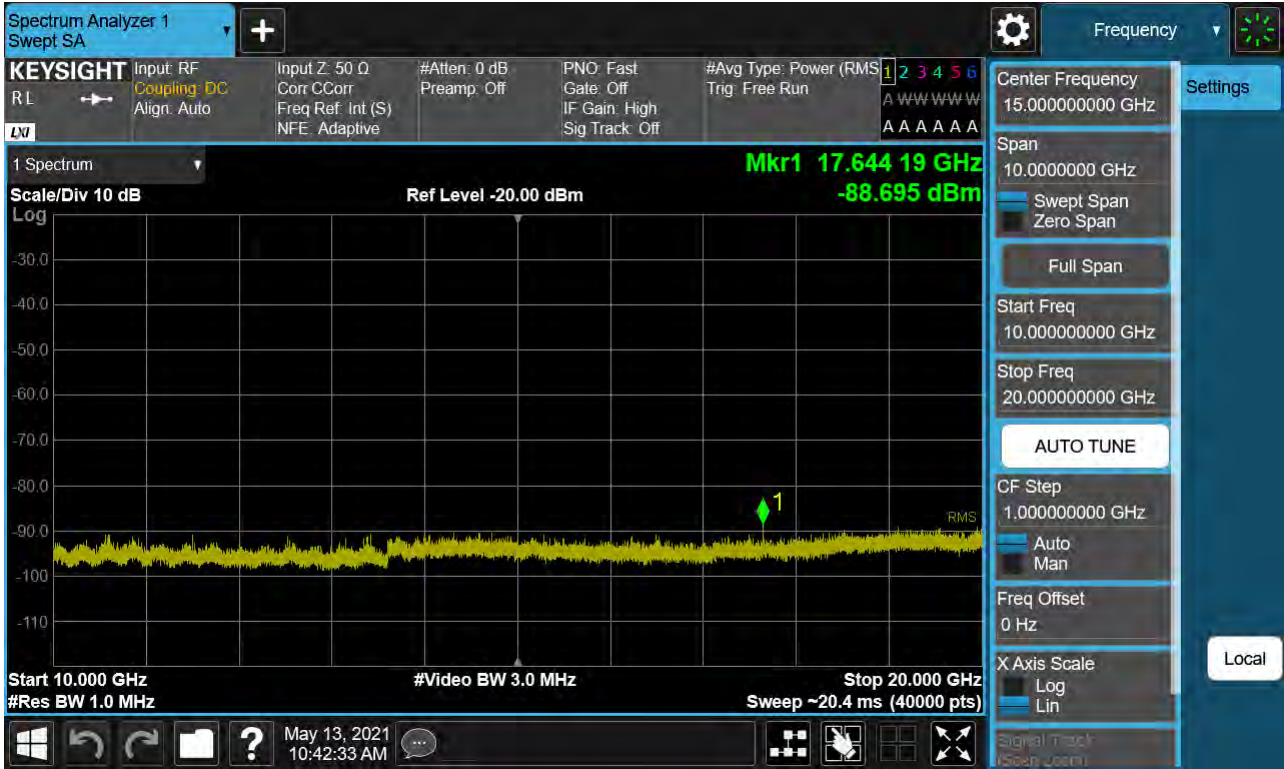 Spectrum Analyzer 1
Swept SA
Frequency
KEYSIGHT
R L
LXI
Input: RF
Coupling: DC
Align: Auto
Input Z: 50 Ω
Corr CCorr
Freq Ref: Int (S)
NFE: Adaptive
#Atten: 0 dB
Preamp: Off
PNO: Fast
Gate: Off
IF Gain: High
Sig Track: Off
#Avg Type: Power (RMS
Trig: Free Run
1 2 3 4 5 6
A W W W W W
A A A A A A
1 Spectrum
Scale/Div 10 dB
Log
Ref Level -20.00 dBm
Mkr1 17.644 19 GHz
-88.695 dBm
-30.0
-40.0
-50.0
-60.0
-70.0
-80.0
-90.0
-100
-110
1
RMS
Start 10.000 GHz
#Res BW 1.0 MHz
#Video BW 3.0 MHz
Stop 20.000 GHz
Sweep ~20.4 ms (40000 pts)
Center Frequency
15.000000000 GHz
Span
10.0000000 GHz
Swept Span
Zero Span
Full Span
Start Freq
10.000000000 GHz
Stop Freq
20.000000000 GHz
AUTO TUNE
CF Step
1.000000000 GHz
Auto
Man
Freq Offset
0 Hz
X Axis Scale
Log
Lin
Signal Track
(Span Zoom)
Settings
Local
?
May 13, 2021
10:42:33 AM